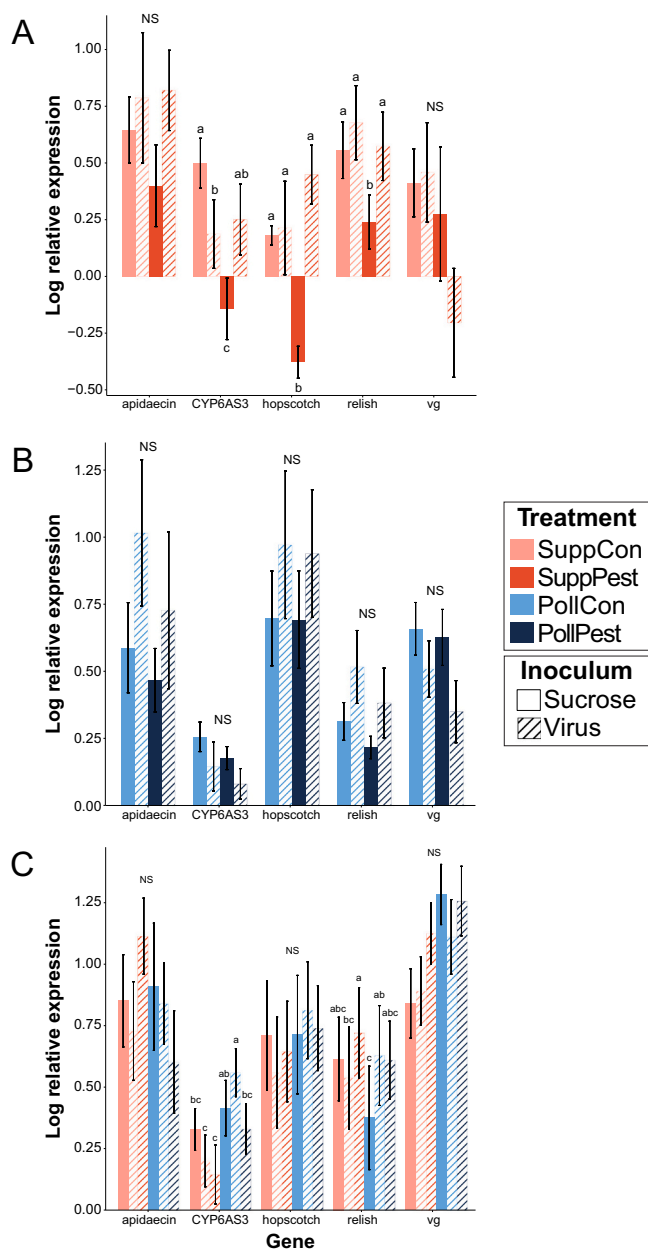 A
Log relative expression
1.00
0.75
0.50
0.25
0.00
−0.25
−0.50
NS
a
b
ab
c
a
a
a
b
a
a
b
a
NS
apidaecin
CYP6AS3
hopscotch
relish
vg
B
Log relative expression
1.25
1.00
0.75
0.50
0.25
0.00
NS
NS
NS
NS
NS
apidaecin
CYP6AS3
hopscotch
relish
vg
Treatment
SuppCon
SuppPest
PollCon
PollPest
Inoculum
Sucrose
Virus
C
Log relative expression
1.25
1.00
0.75
0.50
0.25
0.00
NS
bc
c
c
ab
a
bc
NS
abc
bc
a
c
ab
abc
NS
apidaecin
CYP6AS3
hopscotch
relish
vg
Gene